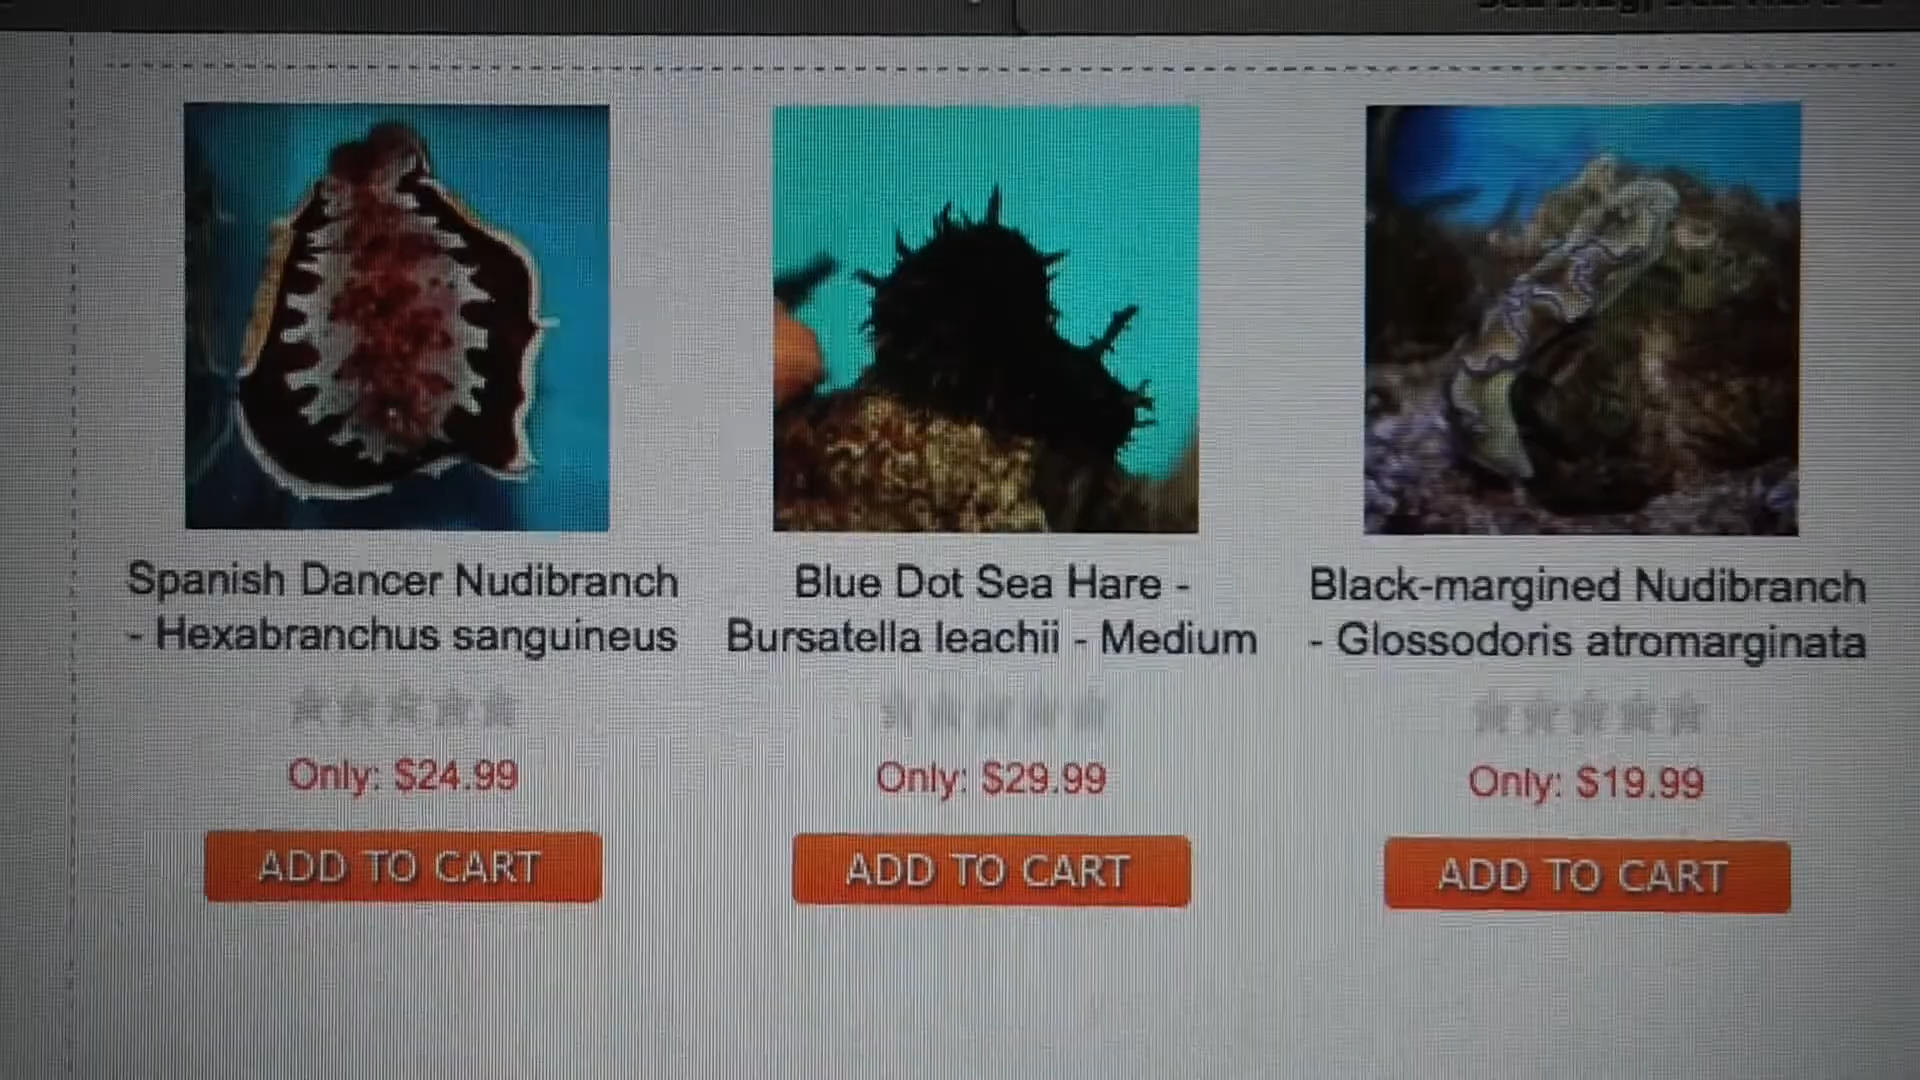 Spanish Dancer Nudibranch
- Hexabranchus sanguineus
Only: $24.99
ADD TO CART
Blue Dot Sea Hare -
Bursatella leachii - Medium
Only: $29.99
ADD TO CART
Black-margined Nudibranch
- Glossodoris atromarginata
Only: $19.99
ADD TO CART